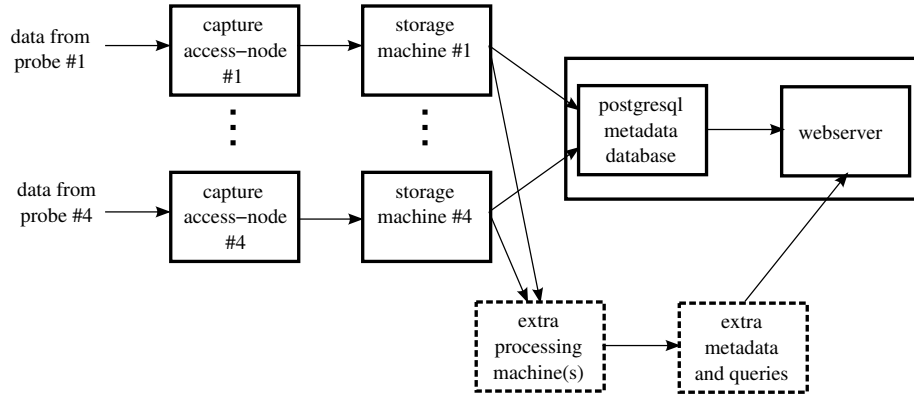 data from
probe #1
capture
access−node
#1
storage
machine #1
postgresql
metadata
database
webserver
data from
probe #4
capture
access−node
#4
storage
machine #4
extra
processing
machine(s)
extra
metadata
and queries